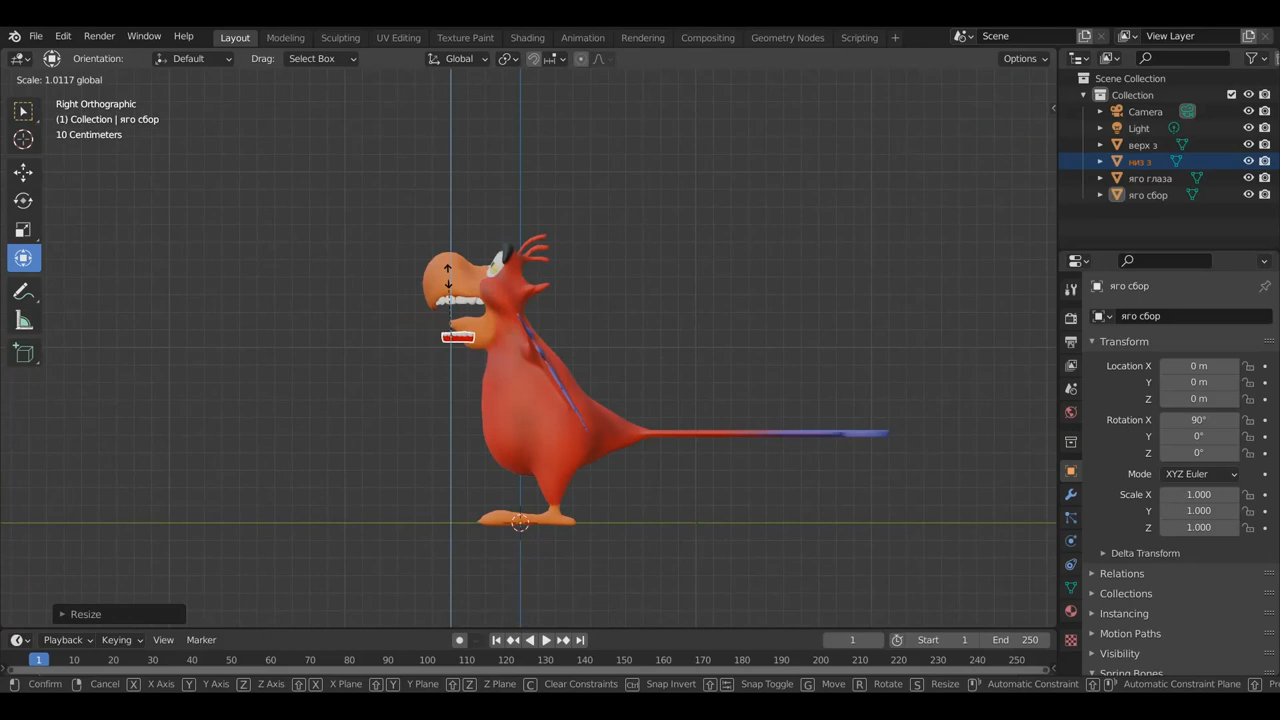 File Edit Render Window Help Layout Modeling Sculpting UV Editing Texture Paint Shading Animation Rendering Compositing Geometry Nodes Scripting + Scene View Layer
Orientation: Default Drag: Select Box Global Options
Scale: 1.0117 global
Right Orthographic
(1) Collection | яго сбор
10 Centimeters
Scene Collection
Collection
Camera
Light
верх з
низ з
яго глаза
яго сбор
яго сбор
яго сбор
Transform
Location X 0 m
Y 0 m
Z 0 m
Rotation X 90°
Y 0°
Z 0°
Mode XYZ Euler
Scale X 1.000
Y 1.000
Z 1.000
Delta Transform
Relations
Collections
Instancing
Motion Paths
Visibility
Spring Bones
Resize
Playback Keying View Marker 1 Start 1 End 250
1 10 20 30 40 50 60 70 80 90 100 110 120 130 140 150 160 170 180 190 200 210 220 230 240 250
Confirm Cancel X X Axis Y Y Axis Z Z Axis X X Plane Y Y Plane Z Z Plane C Clear Constraints Ctrl Snap Invert Snap Toggle G Move R Rotate S Resize Automatic Constraint Automatic Constraint Plane